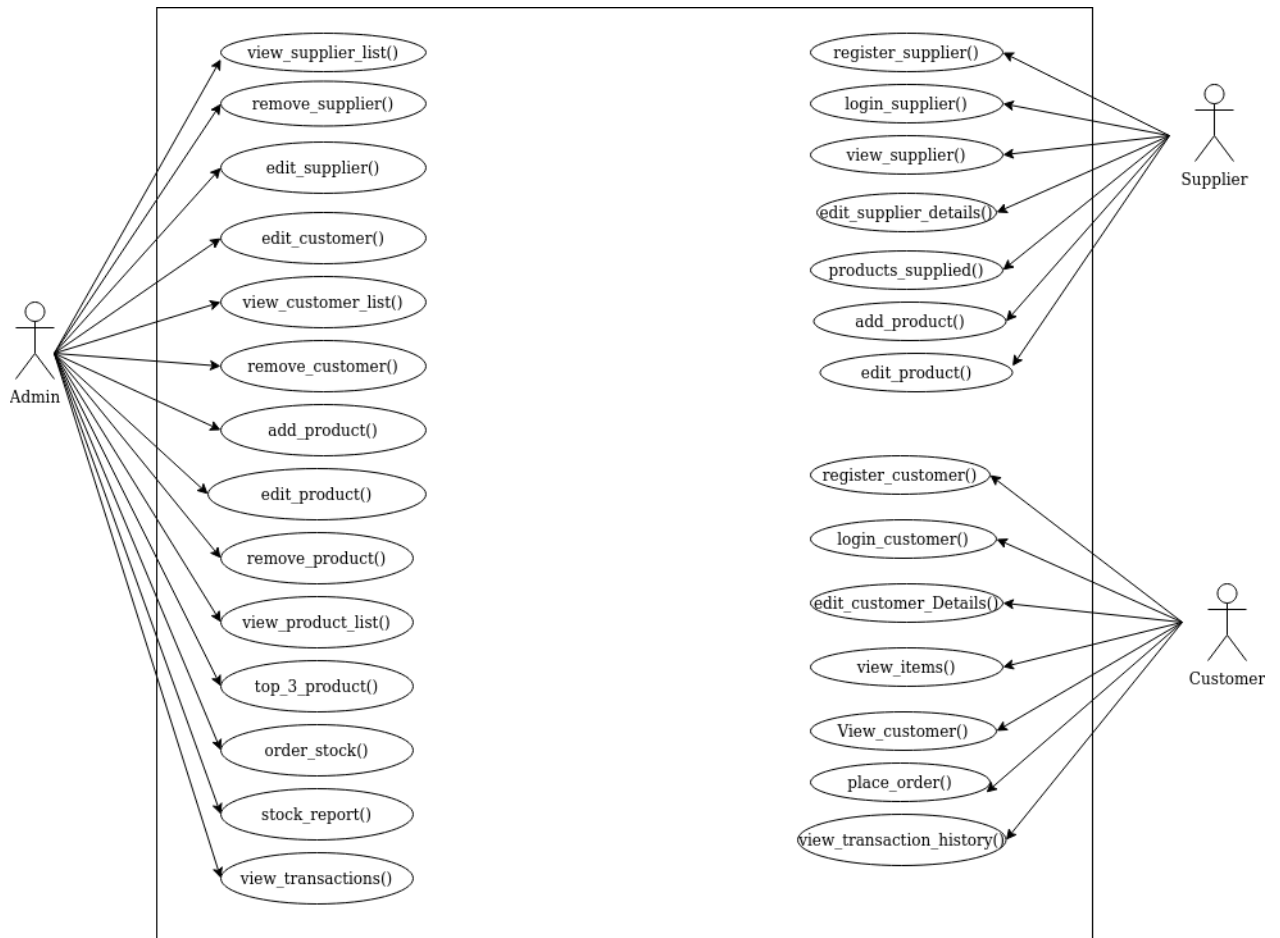 view_supplier_list()
remove_supplier()
edit_supplier()
edit_customer()
view_customer_list()
remove_customer()
add_product()
edit_product()
remove_product()
view_product_list()
top_3_product()
order_stock()
stock_report()
view_transactions()
Admin
register_supplier()
login_supplier()
view_supplier()
edit_supplier_details()
products_supplied()
add_product()
edit_product()
Supplier
register_customer()
login_customer()
edit_customer_Details()
view_items()
View_customer()
place_order()
view_transaction_history()
Customer